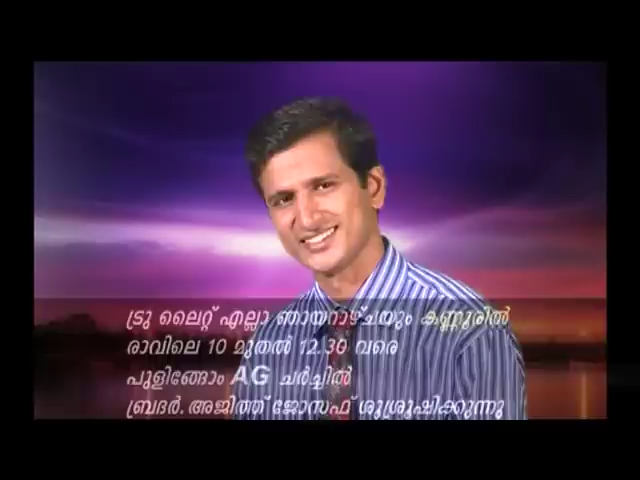 ട്രൂ ലൈറ്റ് എല്ലാ ഞായറാഴ്ചയും കണ്ണൂരിൽ
രാവിലെ 10 മുതൽ 12.30 വരെ
പുളിങ്ങോം AG ചർച്ചിൽ
ബ്രദർ. അജിത്ത് ജോസഫ് ശുശ്രൂഷിക്കുന്നു